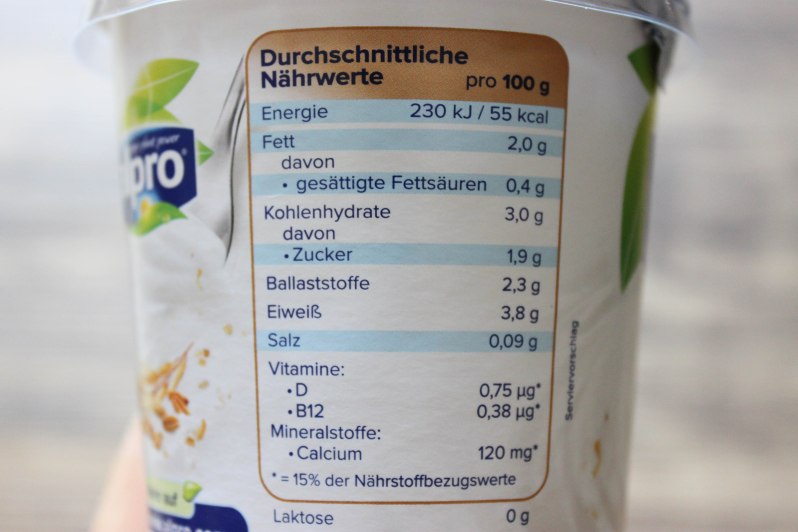 Durchschnittliche
Nährwerte pro 100 g
Energie 230 kJ / 55 kcal
Fett 2,0 g
davon
• gesättigte Fettsäuren 0,4 g
Kohlenhydrate 3,0 g
davon
• Zucker 1,9 g
Ballaststoffe 2,3 g
Eiweiß 3,8 g
Salz 0,09 g
Vitamine:
• D 0,75 µg*
• B12 0,38 µg*
Mineralstoffe:
• Calcium 120 mg*
* = 15% der Nährstoffbezugswerte
Laktose 0 g
Serviervorschlag
pro®